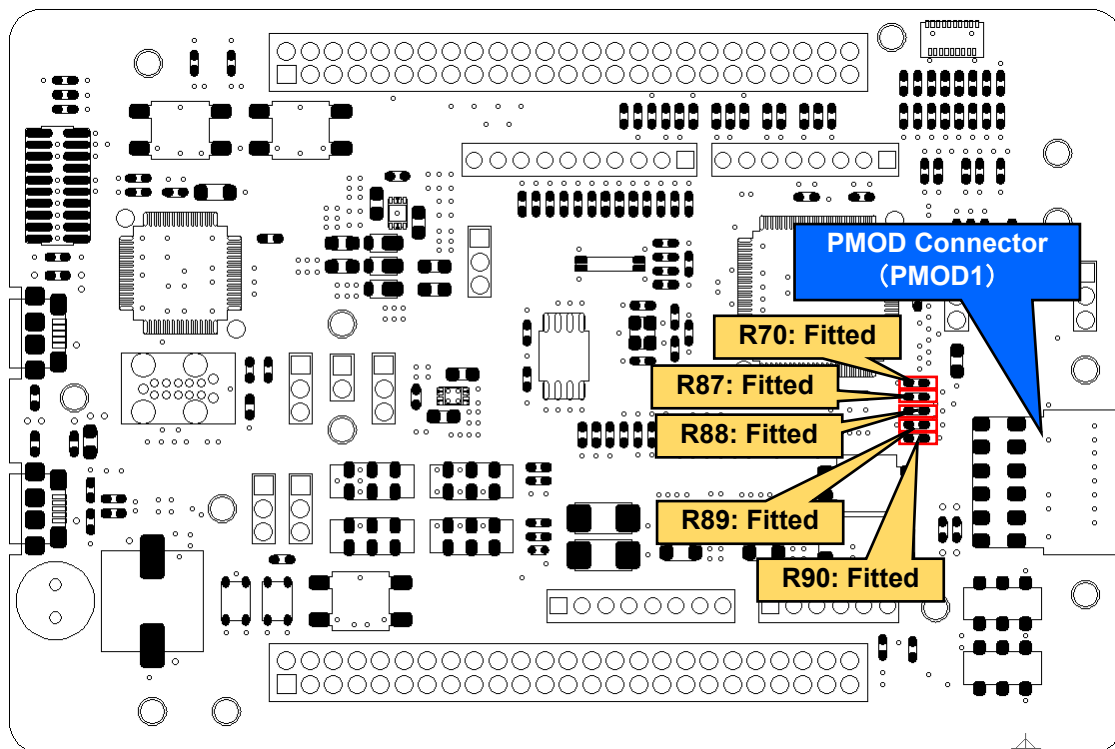 PMOD Connector
（PMOD1）
R70: Fitted
R87: Fitted
R88: Fitted
R89: Fitted
R90: Fitted